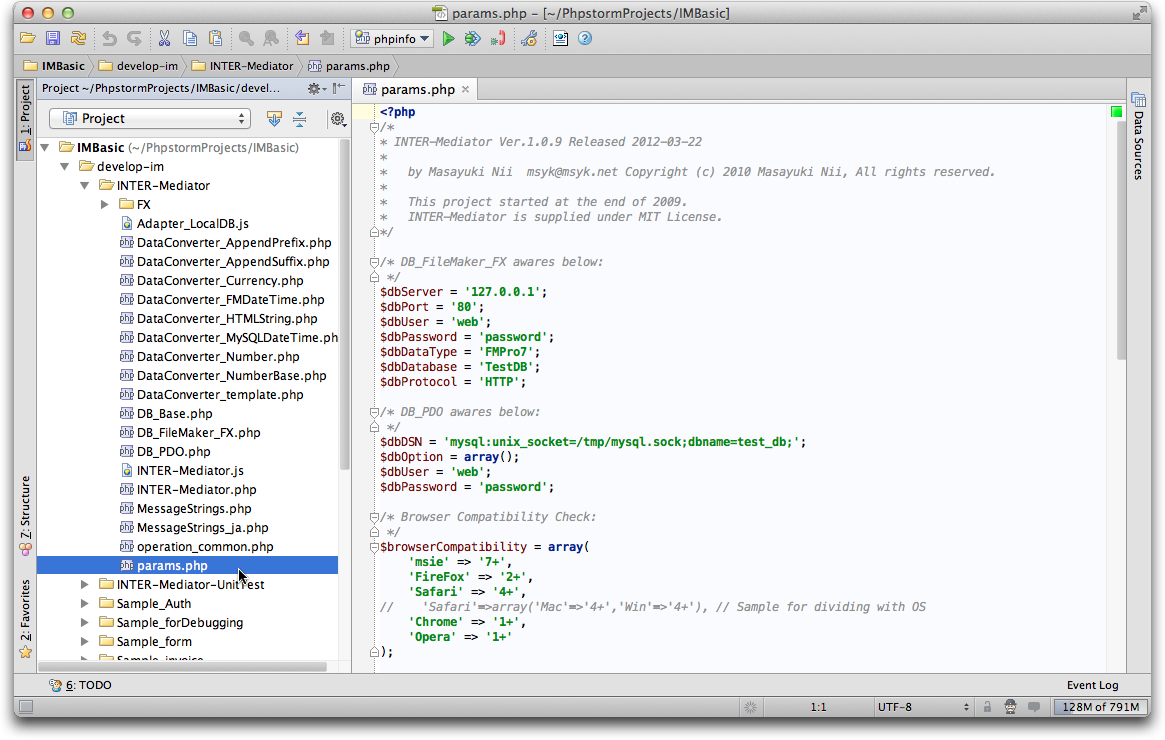 params.php – [~/PhpstormProjects/IMBasic]
phpinfo
IMBasic develop-im INTER-Mediator params.php
1: Project
Z: Structure
2: Favorites
Project ~/PhpstormProjects/IMBasic/devel...
Project
IMBasic (~/PhpstormProjects/IMBasic)
develop-im
INTER-Mediator
FX
Adapter_LocalDB.js
DataConverter_AppendPrefix.php
DataConverter_AppendSuffix.php
DataConverter_Currency.php
DataConverter_FMDateTime.php
DataConverter_HTMLString.php
DataConverter_MySQLDateTime.ph
DataConverter_Number.php
DataConverter_NumberBase.php
DataConverter_template.php
DB_Base.php
DB_FileMaker_FX.php
DB_PDO.php
INTER-Mediator.js
INTER-Mediator.php
MessageStrings.php
MessageStrings_ja.php
operation_common.php
params.php
INTER-Mediator-UnitTest
Sample_Auth
Sample_forDebugging
Sample_form
Sample_invoice
params.php
<?php
/*
* INTER-Mediator Ver.1.0.9 Released 2012-03-22
*
*   by Masayuki Nii  msyk@msyk.net Copyright (c) 2010 Masayuki Nii, All rights reserved.
*
*   This project started at the end of 2009.
*   INTER-Mediator is supplied under MIT License.
*/
/* DB_FileMaker_FX awares below:
*/
$dbServer = '127.0.0.1';
$dbPort = '80';
$dbUser = 'web';
$dbPassword = 'password';
$dbDataType = 'FMPro7';
$dbDatabase = 'TestDB';
$dbProtocol = 'HTTP';
/* DB_PDO awares below:
*/
$dbDSN = 'mysql:unix_socket=/tmp/mysql.sock;dbname=test_db;';
$dbOption = array();
$dbUser = 'web';
$dbPassword = 'password';
/* Browser Compatibility Check:
*/
$browserCompatibility = array(
'msie' => '7+',
'FireFox' => '2+',
'Safari' => '4+',
//    'Safari'=>array('Mac'=>'4+','Win'=>'4+'), // Sample for dividing with OS
'Chrome' => '1+',
'Opera' => '1+'
);
Data Sources
6: TODO
Event Log
1:1
UTF-8
128M of 791M